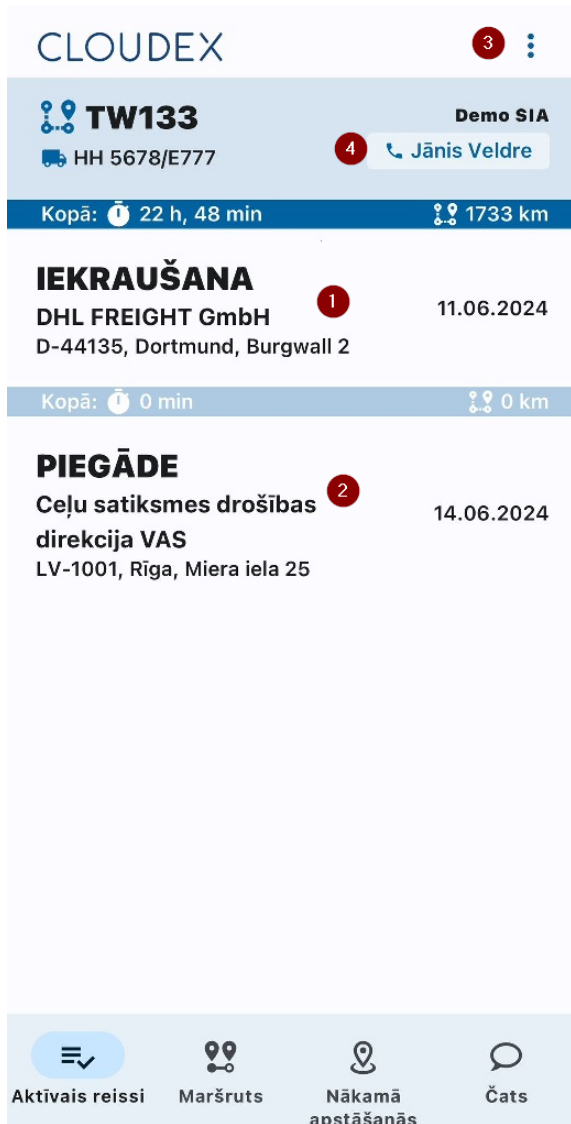 CLOUDEX
3
TW133
Demo SIA
HH 5678/E777
4
Jānis Veldre
Kopā: 22 h, 48 min
1733 km
IEKRAUŠANA
1
DHL FREIGHT GmbH
11.06.2024
D-44135, Dortmund, Burgwall 2
Kopā: 0 min
0 km
PIEGĀDE
2
Ceļu satiksmes drošības
direkcija VAS
14.06.2024
LV-1001, Rīga, Miera iela 25
Aktīvais reissi
Maršruts
Nākamā
apstāšanās
Čats